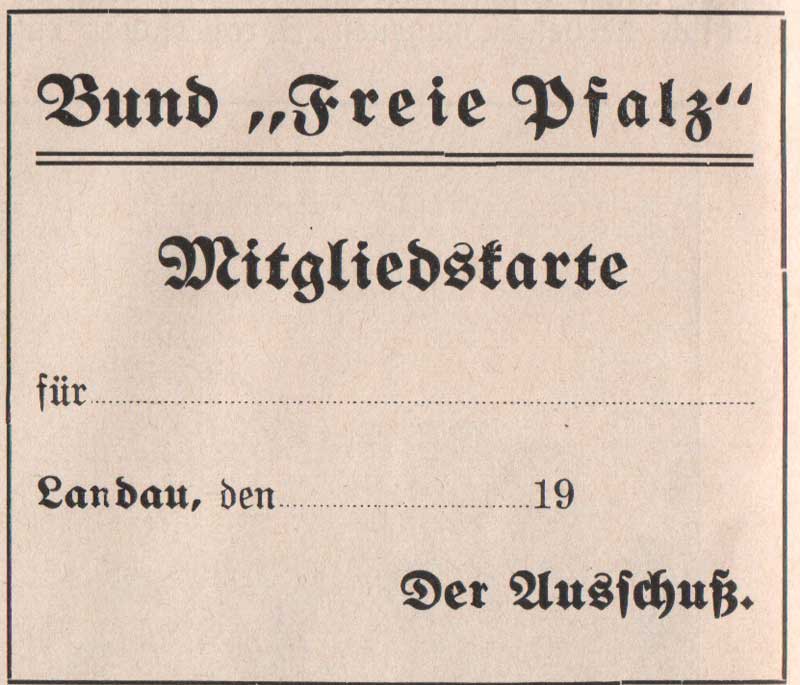 Bund „Freie Pfalz“
Mitgliedskarte
für
Landau, den 19
Der Ausschuß.